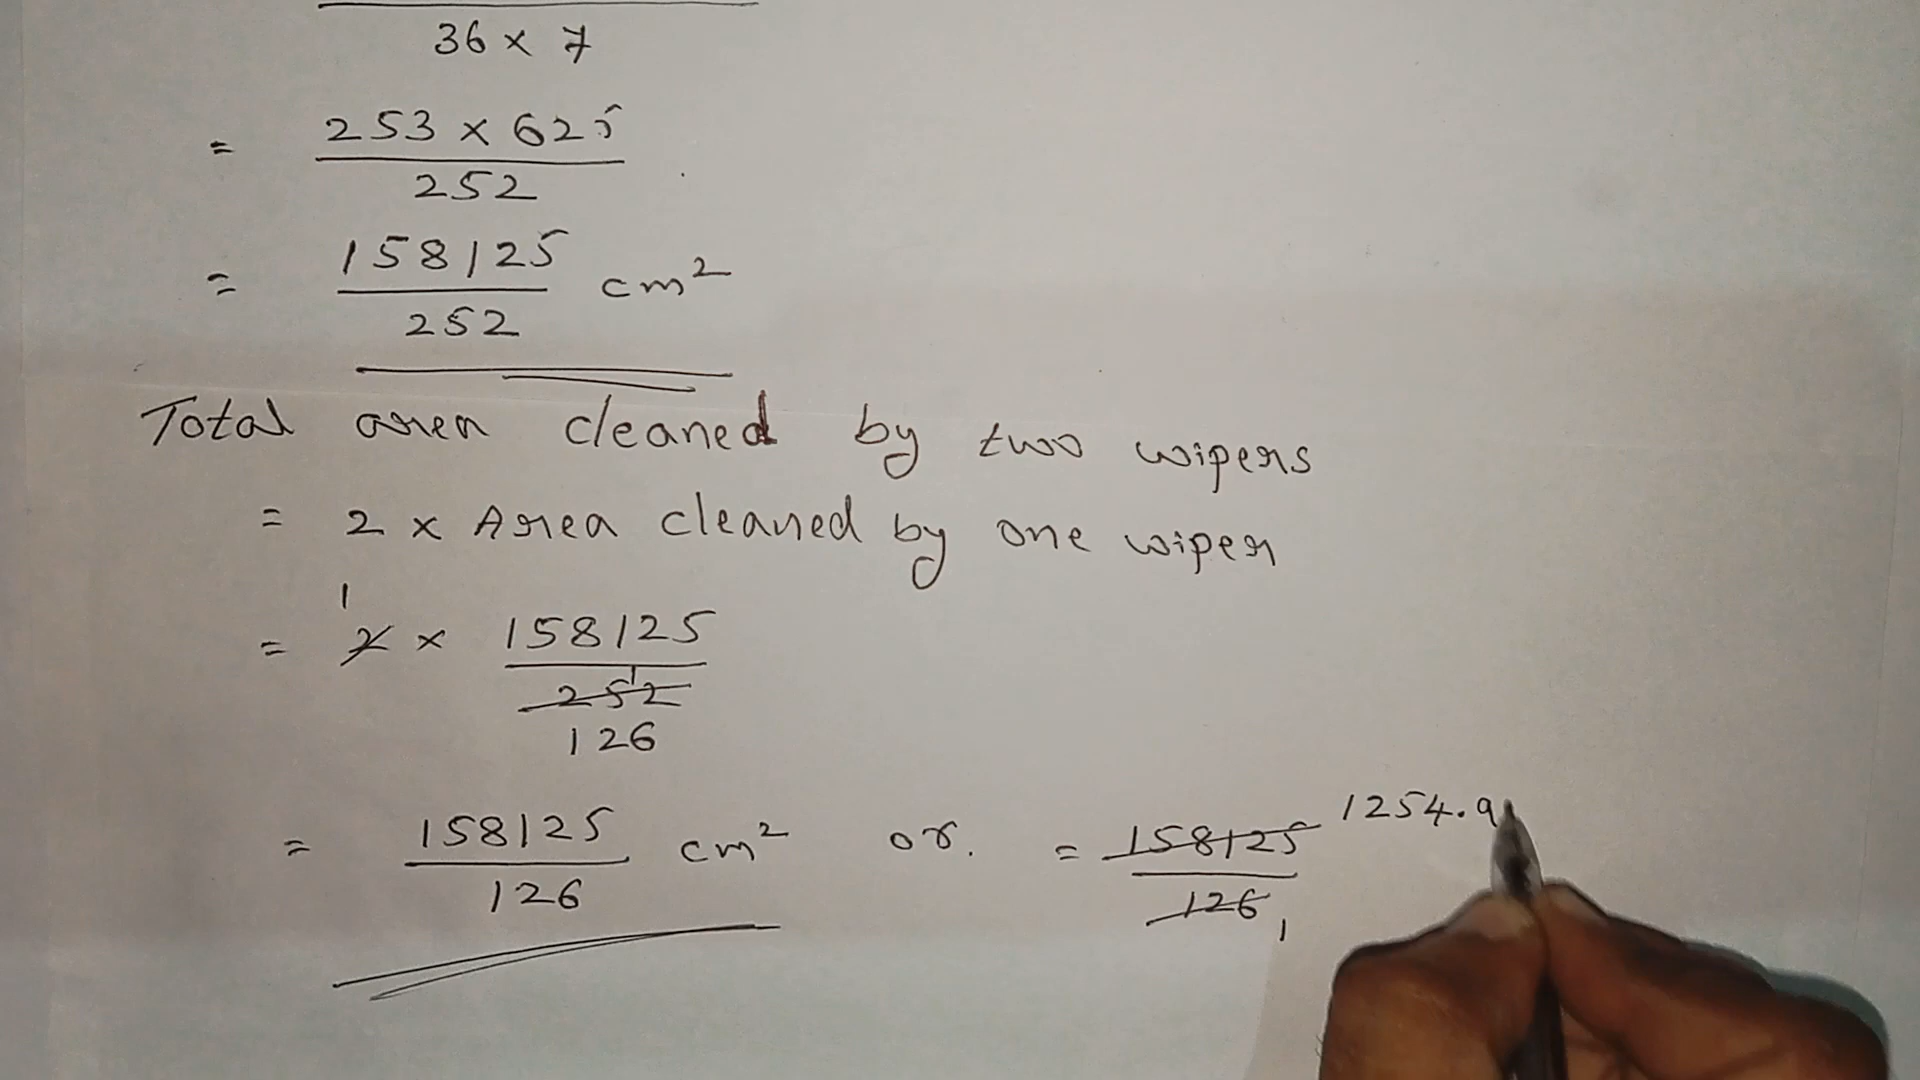 36 × 7
= 253 × 625
252
= 158125 cm²
252
Total area cleaned by two wipers
= 2 × Area cleaned by one wiper
1
= 2 × 158125
252
126
= 158125 cm² or. = 158125 1254.9
126 126 1